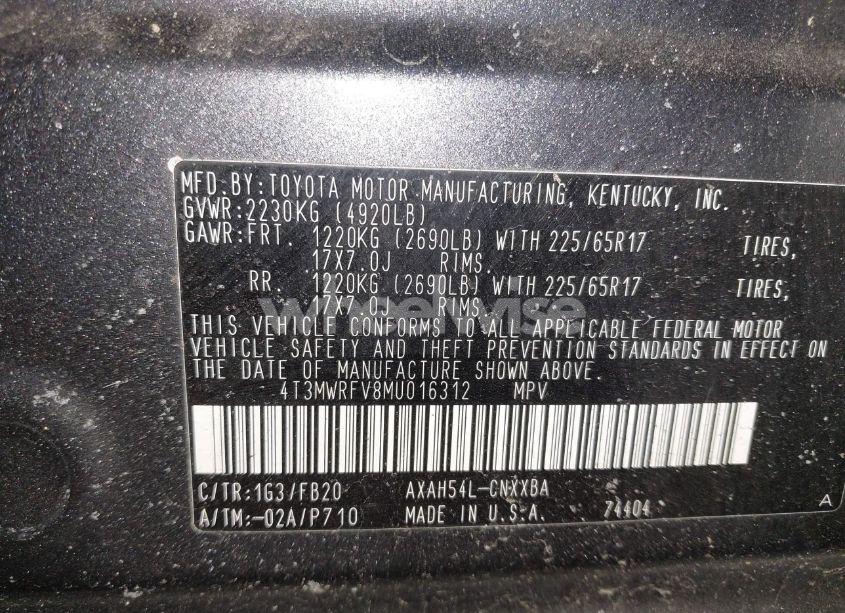 MFD.BY:TOYOTA MOTOR MANUFACTURING, KENTUCKY, INC.
GVWR:2230KG (4920LB)
GAWR:FRT. 1220KG (2690LB) WITH 225/65R17 TIRES,
17X7.0J RIMS.
RR. 1220KG (2690LB) WITH 225/65R17 TIRES,
17X7.0J RIMS.
wheelwise
THIS VEHICLE CONFORMS TO ALL APPLICABLE FEDERAL MOTOR
VEHICLE SAFETY AND THEFT PREVENTION STANDARDS IN EFFECT ON
THE DATE OF MANUFACTURE SHOWN ABOVE.
4T3MWRFV8MU016312 MPV
C/TR:1G3/FB20 AXAH54L-CNXXBA
A/TM:-02A/P710 MADE IN U.S.A. 74404 A